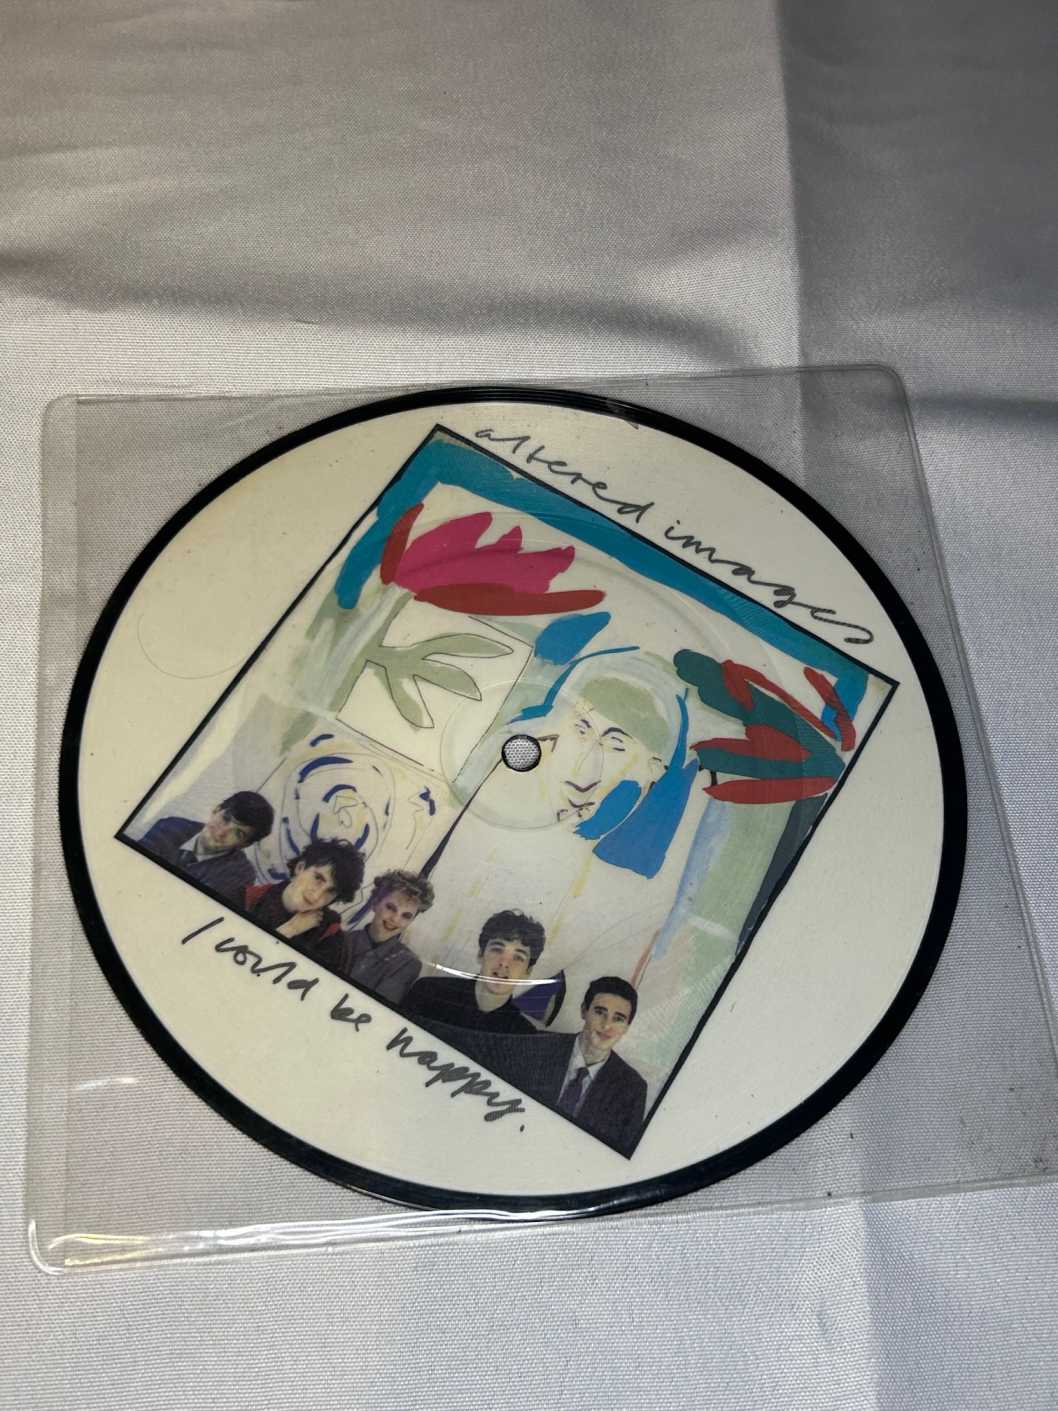 altered images
I could be happy.